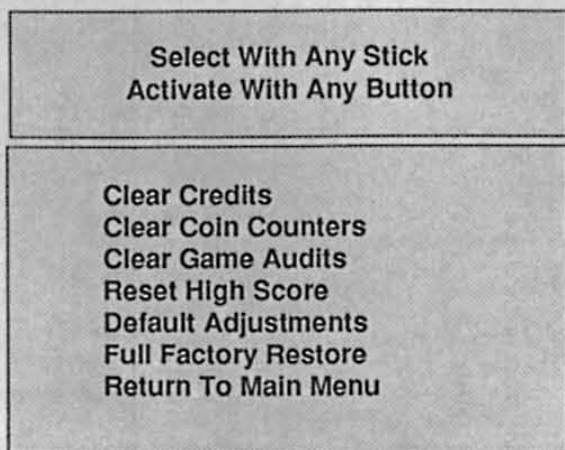 Select With Any Stick
Activate With Any Button
Clear Credits
Clear Coin Counters
Clear Game Audits
Reset High Score
Default Adjustments
Full Factory Restore
Return To Main Menu